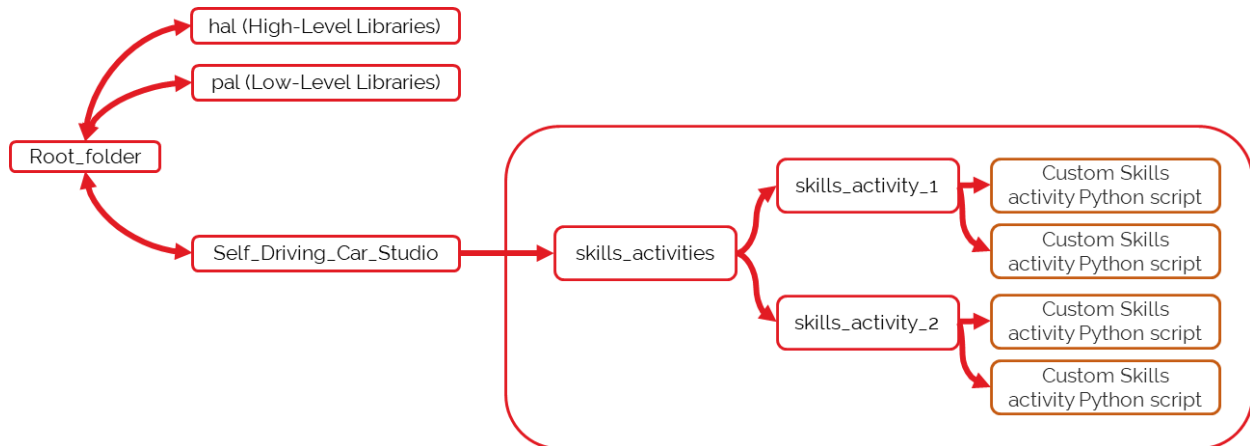 hal (High-Level Libraries)
pal (Low-Level Libraries)
Root_folder
Self_Driving_Car_Studio
skills_activities
skills_activity_1
Custom Skills
activity Python script
Custom Skills
activity Python script
skills_activity_2
Custom Skills
activity Python script
Custom Skills
activity Python script